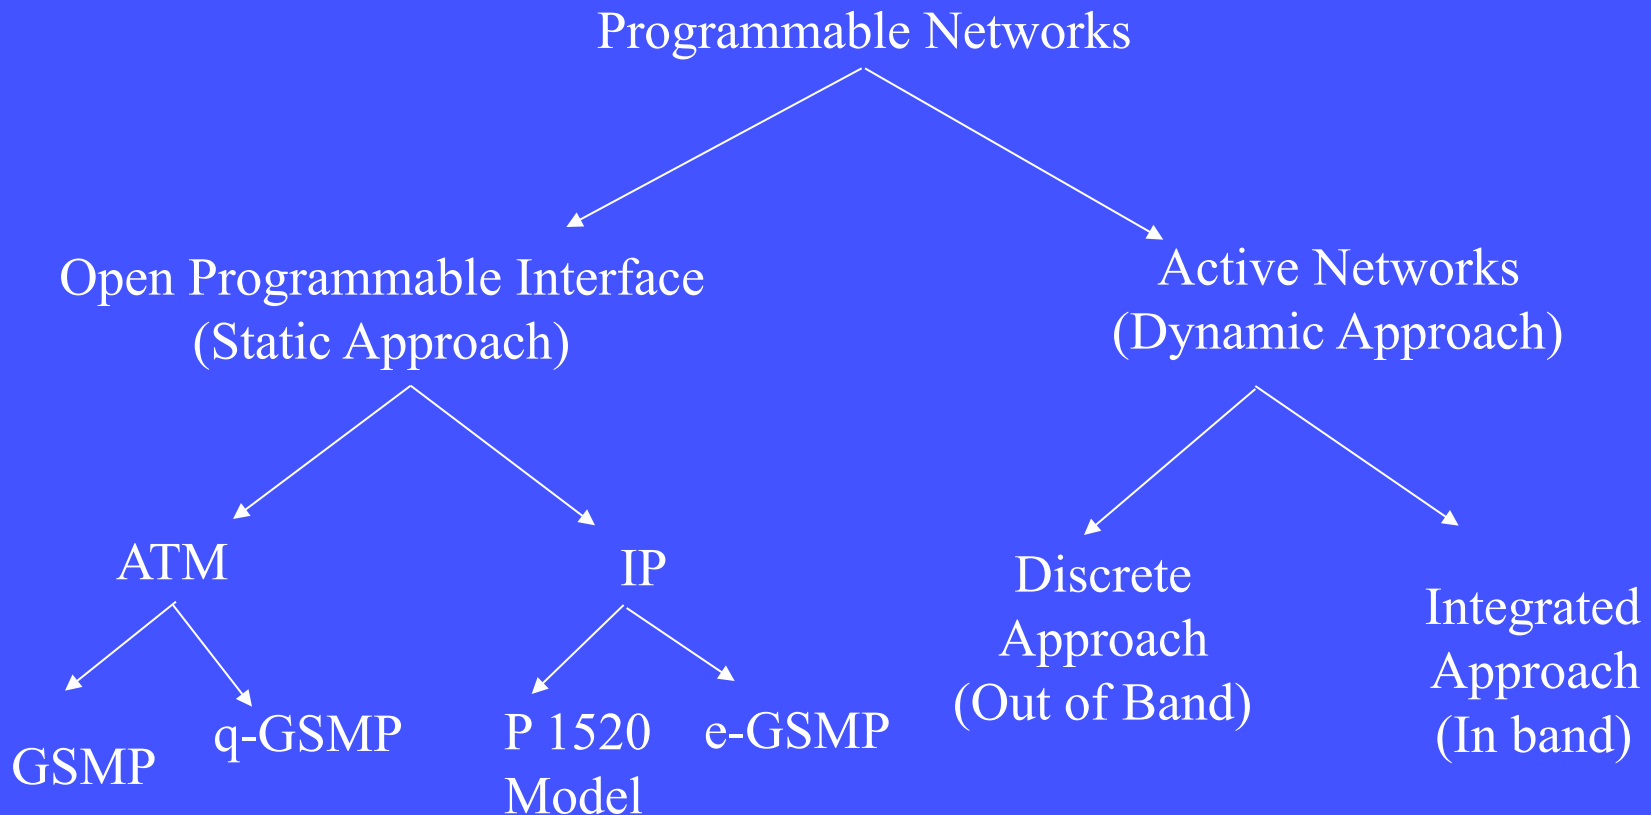 Programmable Networks
Open Programmable Interface
(Static Approach)
Active Networks
(Dynamic Approach)
ATM
IP
Discrete
Approach
(Out of Band)
Integrated
Approach
(In band)
GSMP
q-GSMP
P 1520
Model
e-GSMP